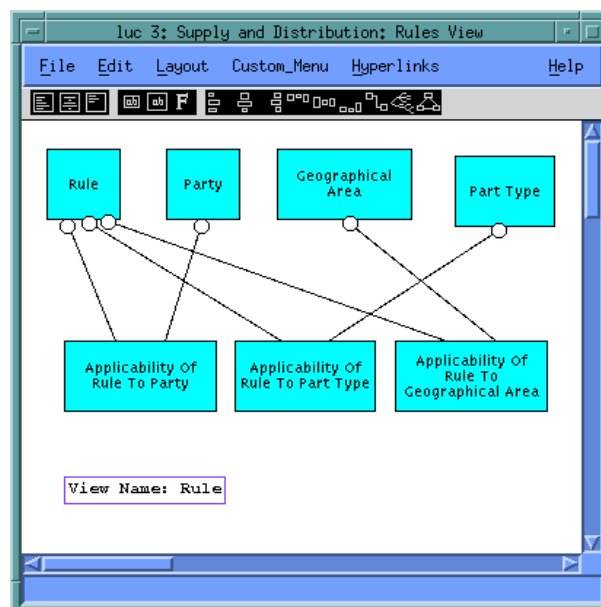 luc 3: Supply and Distribution: Rules View
File Edit Layout Custom_Menu Hyperlinks Help
ab ab F
Rule
Party
Geographical
Area
Part Type
Applicability Of
Rule To Party
Applicability Of
Rule To Part Type
Applicability Of
Rule To
Geographical Area
View Name: Rule